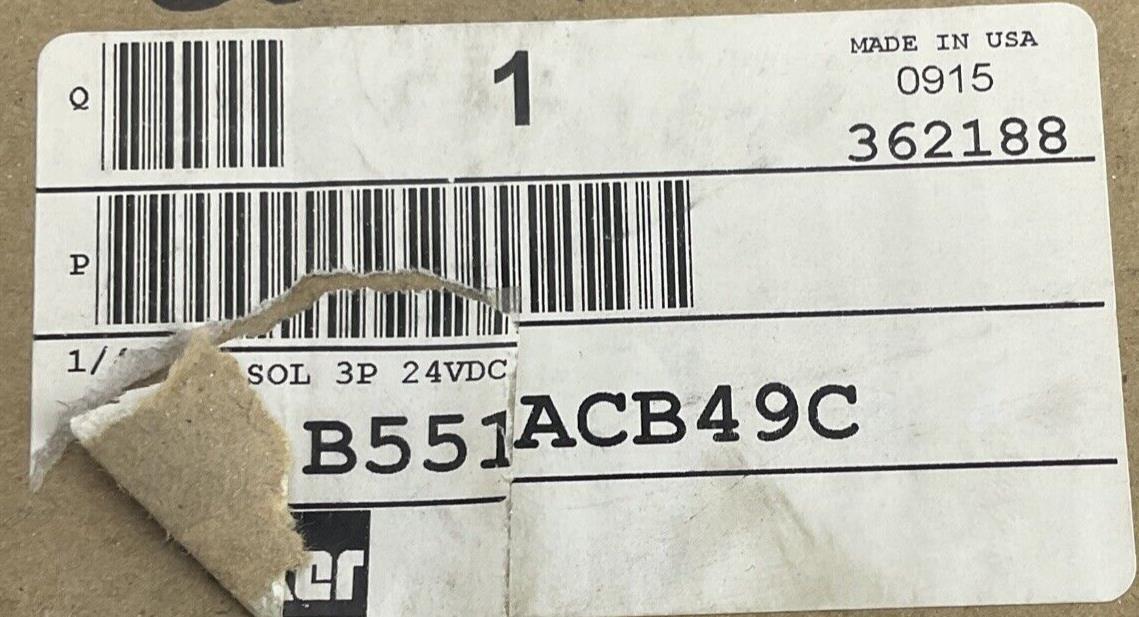 Q
1
MADE IN USA
0915
362188
P
1/ SOL 3P 24VDC
B551ACB49C